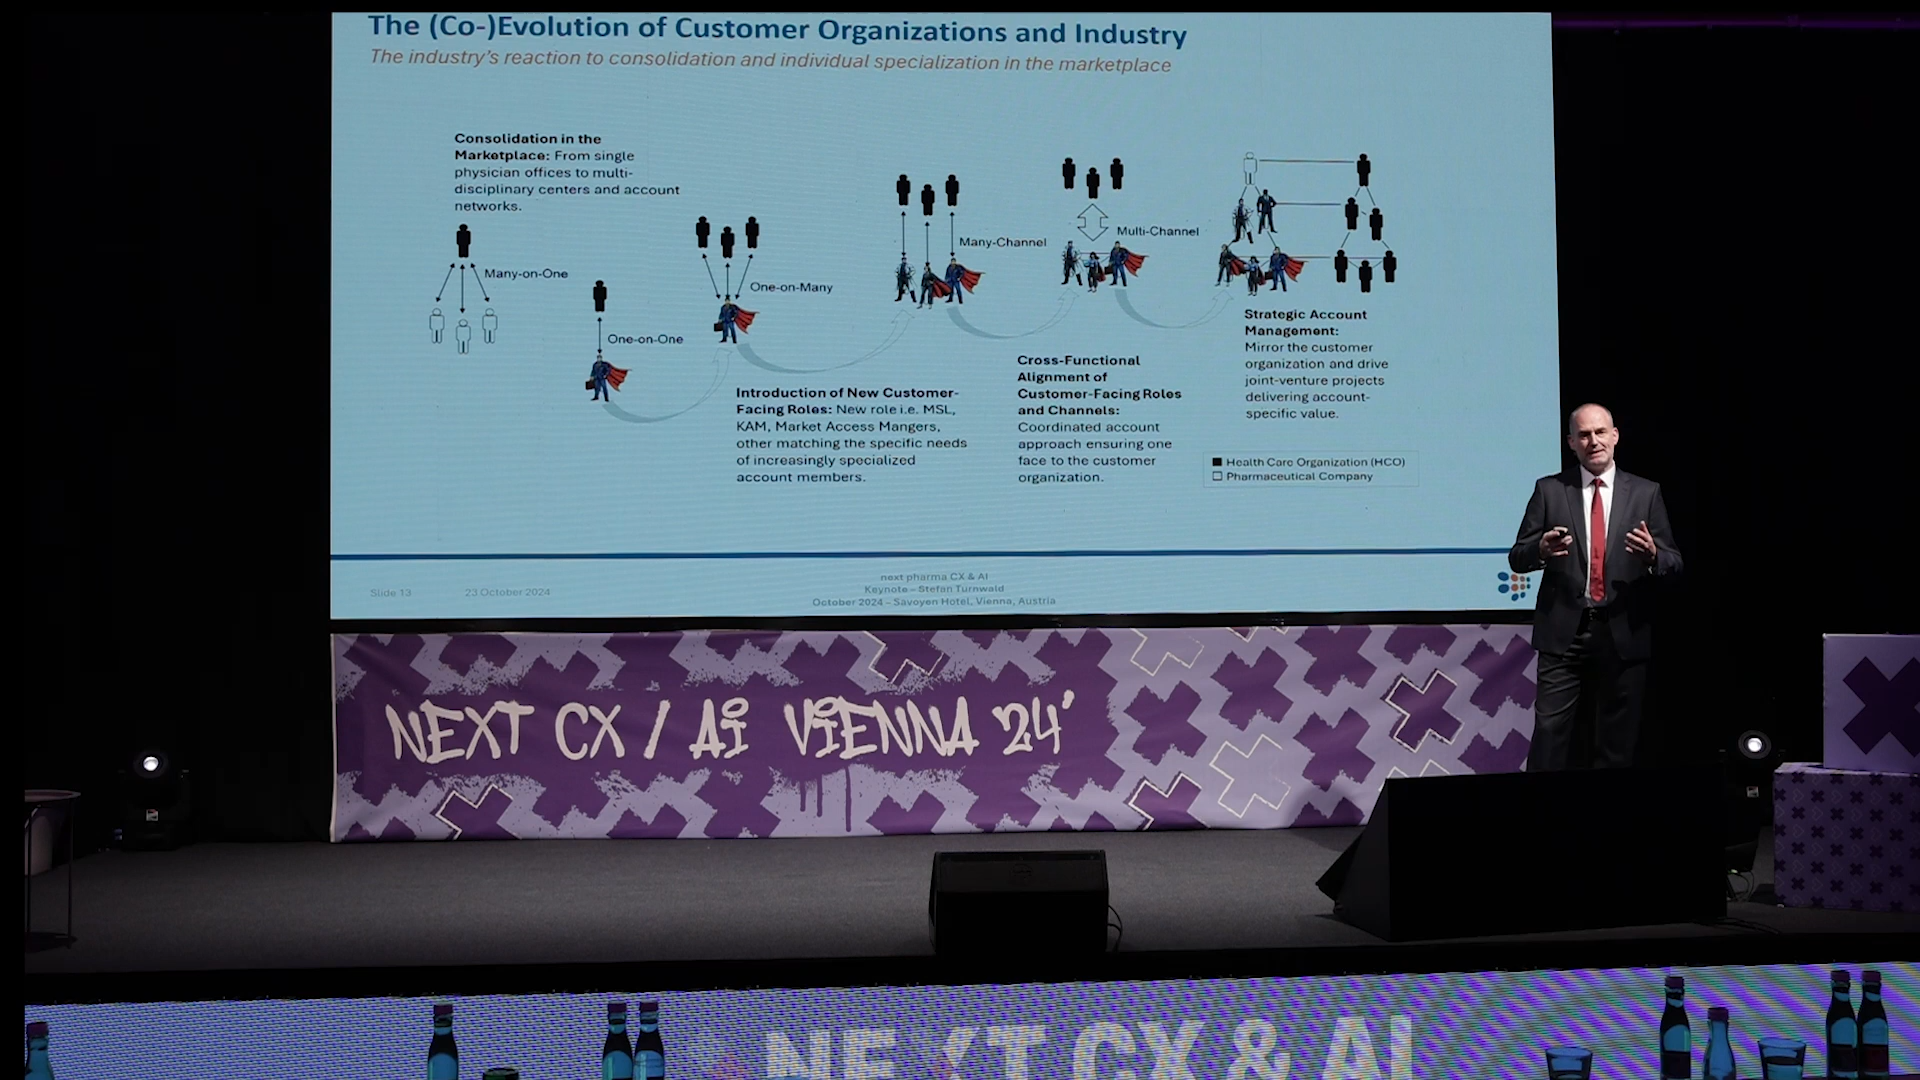 The (Co-)Evolution of Customer Organizations and Industry
The industry's reaction to consolidation and individual specialization in the marketplace
Consolidation in the
Marketplace: From single
physician offices to multi-
disciplinary centers and account
networks.
Many-on-One
One-on-One
One-on-Many
Many-Channel
Multi-Channel
Introduction of New Customer-
Facing Roles: New role i.e. MSL,
KAM, Market Access Mangers,
other matching the specific needs
of increasingly specialized
account members.
Cross-Functional
Alignment of
Customer-Facing Roles
and Channels:
Coordinated account
approach ensuring one
face to the customer
organization.
Strategic Account
Management:
Mirror the customer
organization and drive
joint-venture projects
delivering account-
specific value.
Health Care Organization (HCO)
Pharmaceutical Company
Slide 13
23 October 2024
next pharma CX & AI
Keynote – Stefan Turnwald
October 2024 – Savoyen Hotel, Vienna, Austria
NEXT CX / Ai ViENNA 24'
NEXT CX & AI